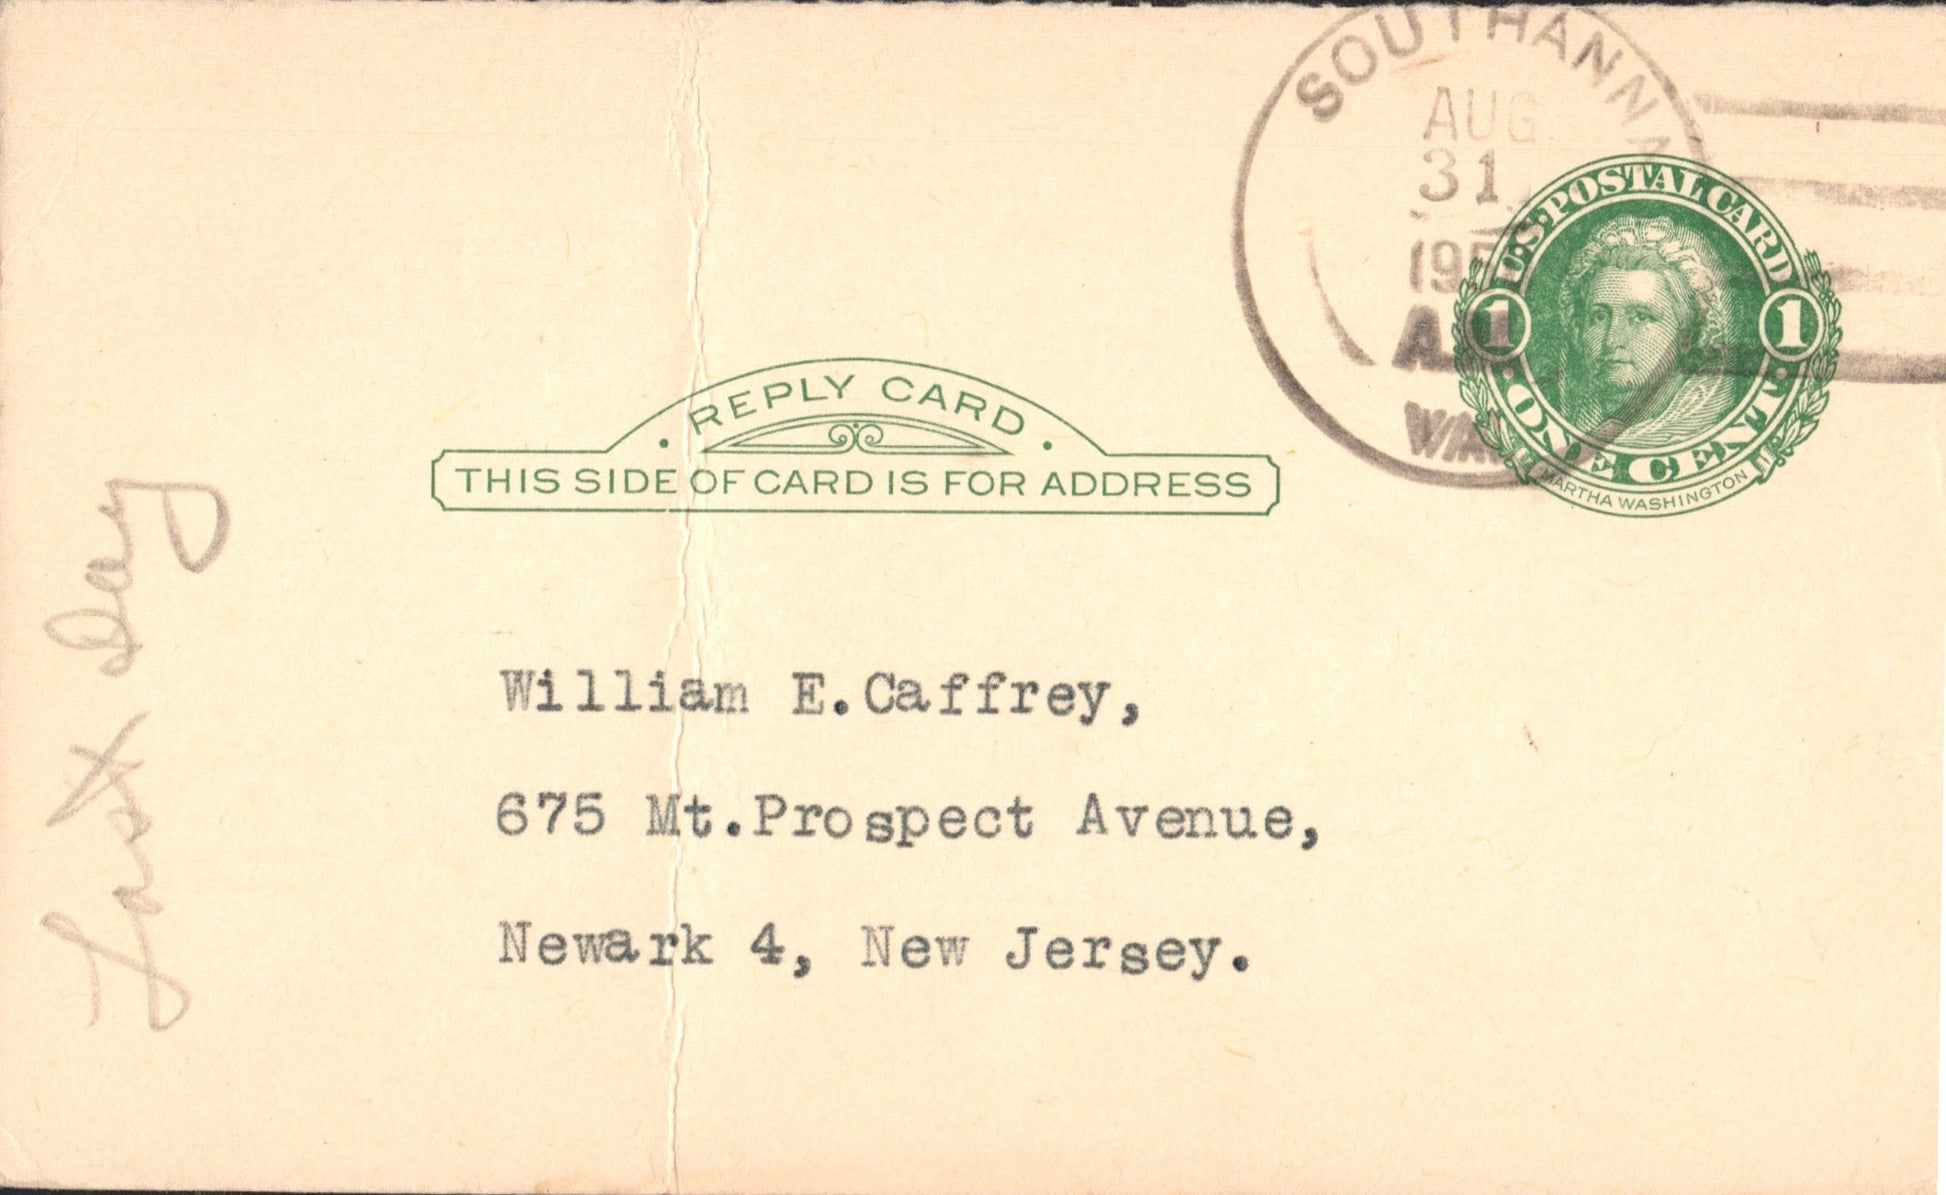 SOUTHANNA
AUG
31
A.M
U.S. POSTAL CARD
1 1
ONE CENT
MARTHA WASHINGTON
· REPLY CARD ·
THIS SIDE OF CARD IS FOR ADDRESS
Last Day
William E.Caffrey,
675 Mt.Prospect Avenue,
Newark 4, New Jersey.